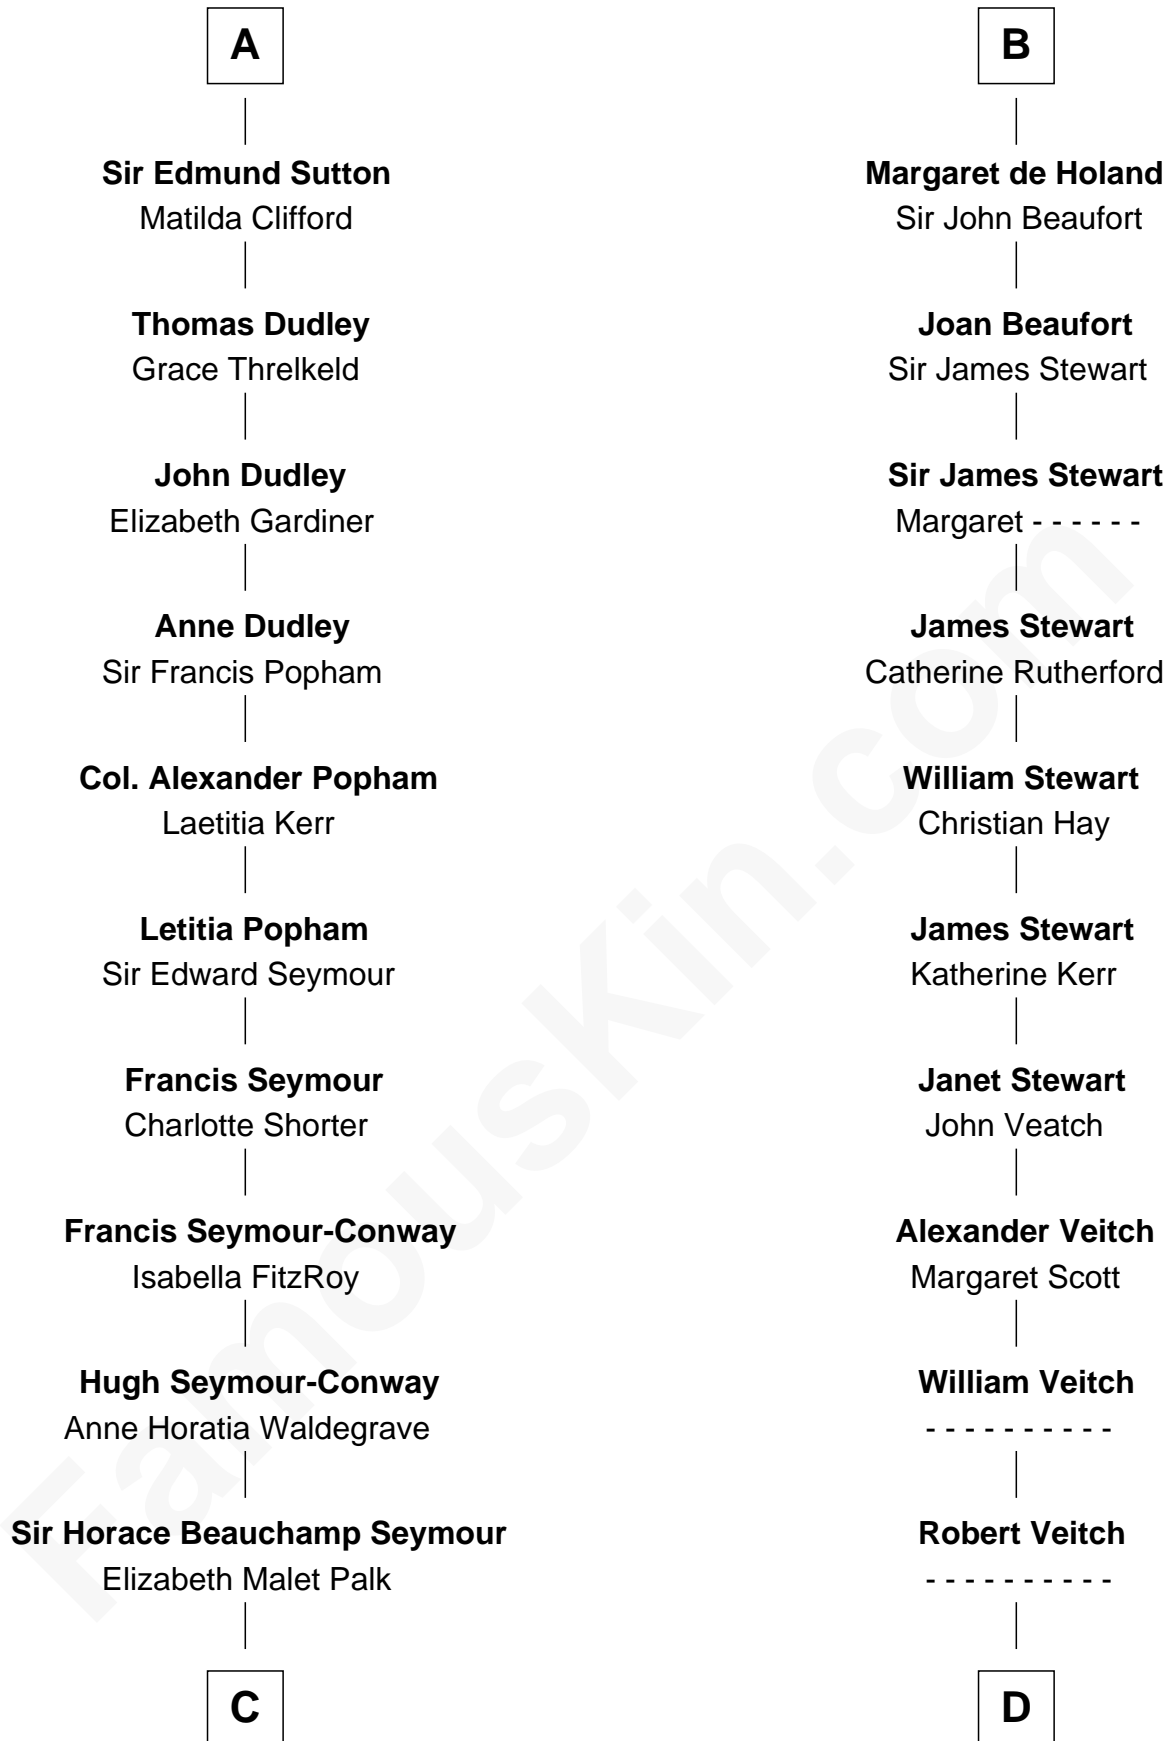 A
Sir Edmund Sutton
Matilda Clifford
Thomas Dudley
Grace Threlkeld
John Dudley
Elizabeth Gardiner
Anne Dudley
Sir Francis Popham
Col. Alexander Popham
Laetitia Kerr
Letitia Popham
Sir Edward Seymour
Francis Seymour
Charlotte Shorter
Francis Seymour-Conway
Isabella FitzRoy
Hugh Seymour-Conway
Anne Horatia Waldegrave
Sir Horace Beauchamp Seymour
Elizabeth Malet Palk
C
B
Margaret de Holand
Sir John Beaufort
Joan Beaufort
Sir James Stewart
Sir James Stewart
Margaret - - - - - -
James Stewart
Catherine Rutherford
William Stewart
Christian Hay
James Stewart
Katherine Kerr
Janet Stewart
John Veatch
Alexander Veitch
Margaret Scott
William Veitch
- - - - - - - - - -
Robert Veitch
- - - - - - - - - -
D
FamousKin.com